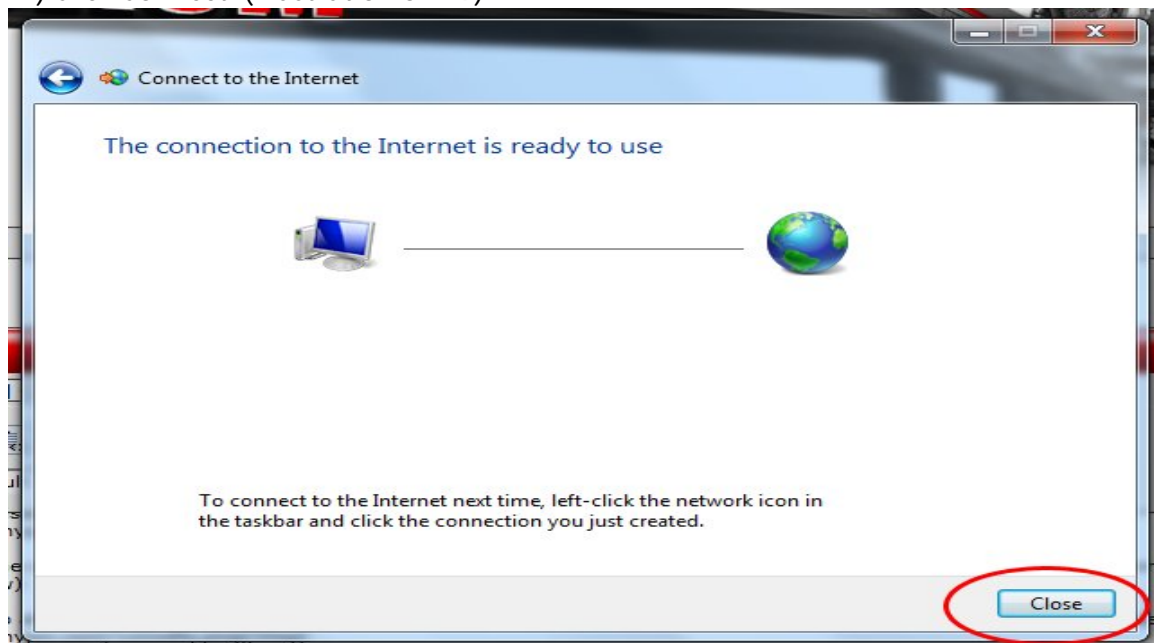 Connect to the Internet
The connection to the Internet is ready to use
To connect to the Internet next time, left-click the network icon in
the taskbar and click the connection you just created.
Close